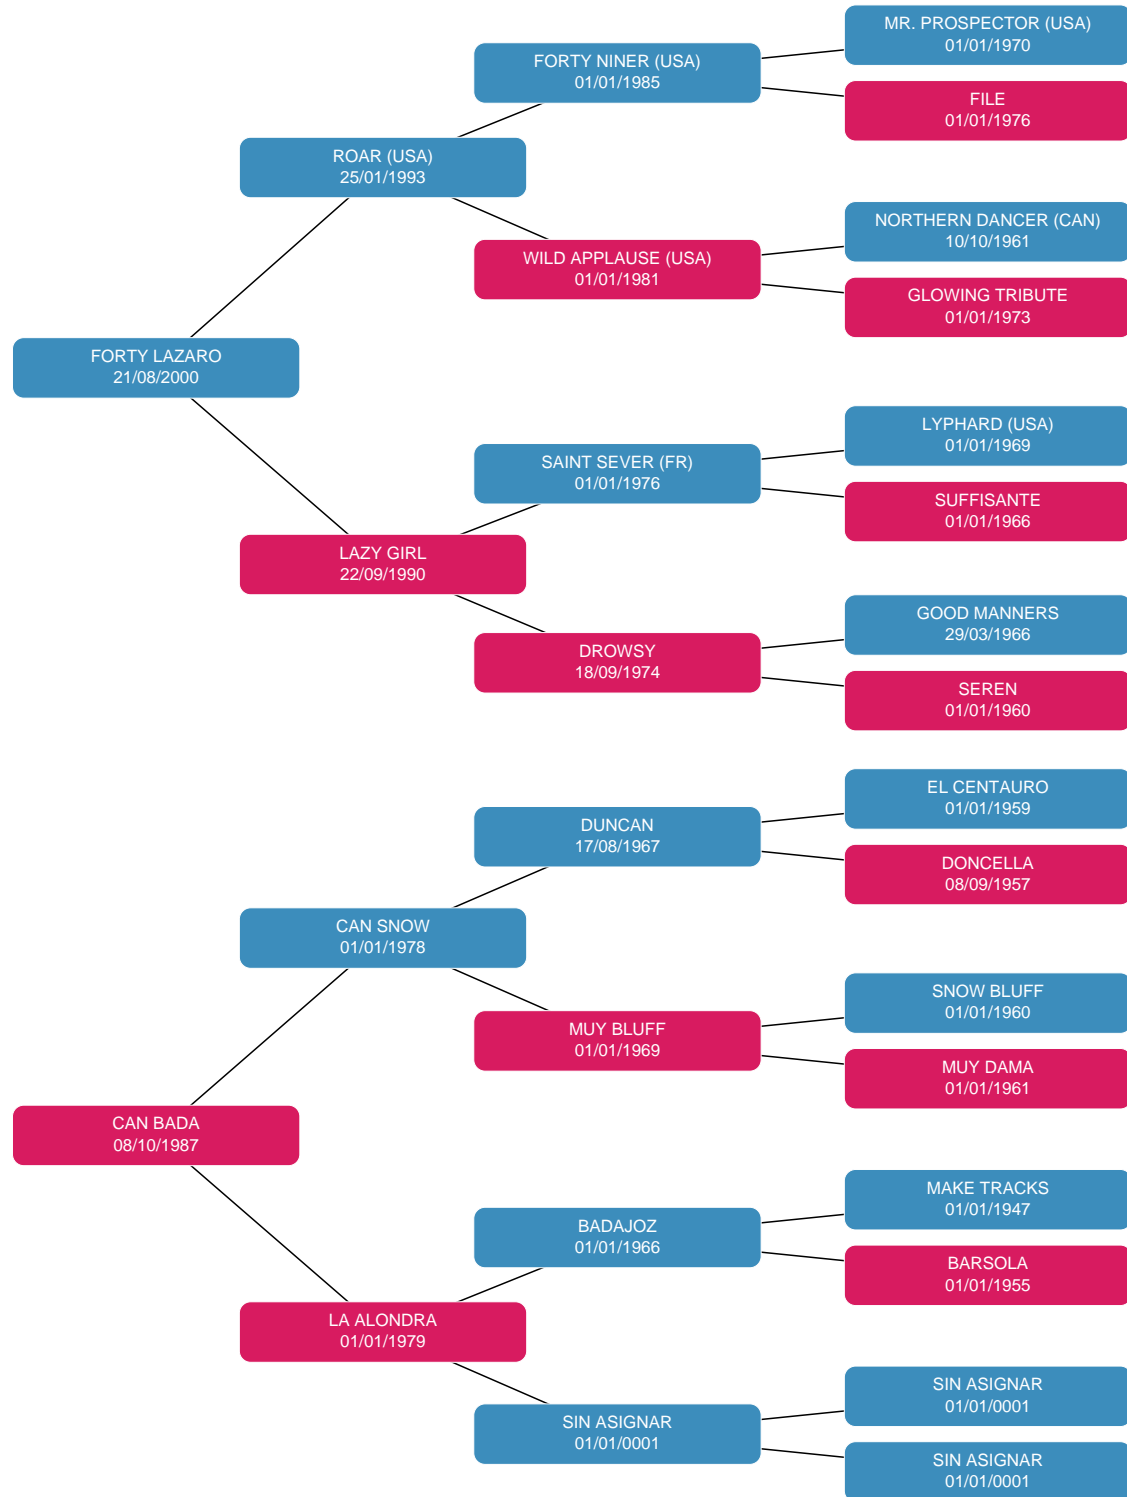 MR. PROSPECTOR (USA)
01/01/1970
FORTY NINER (USA)
01/01/1985
FILE
01/01/1976
ROAR (USA)
25/01/1993
NORTHERN DANCER (CAN)
10/10/1961
WILD APPLAUSE (USA)
01/01/1981
GLOWING TRIBUTE
01/01/1973
FORTY LAZARO
21/08/2000
LYPHARD (USA)
01/01/1969
SAINT SEVER (FR)
01/01/1976
SUFFISANTE
01/01/1966
LAZY GIRL
22/09/1990
GOOD MANNERS
29/03/1966
DROWSY
18/09/1974
SEREN
01/01/1960
EL CENTAURO
01/01/1959
DUNCAN
17/08/1967
DONCELLA
08/09/1957
CAN SNOW
01/01/1978
SNOW BLUFF
01/01/1960
MUY BLUFF
01/01/1969
MUY DAMA
01/01/1961
CAN BADA
08/10/1987
MAKE TRACKS
01/01/1947
BADAJOZ
01/01/1966
BARSOLA
01/01/1955
LA ALONDRA
01/01/1979
SIN ASIGNAR
01/01/0001
SIN ASIGNAR
01/01/0001
SIN ASIGNAR
01/01/0001